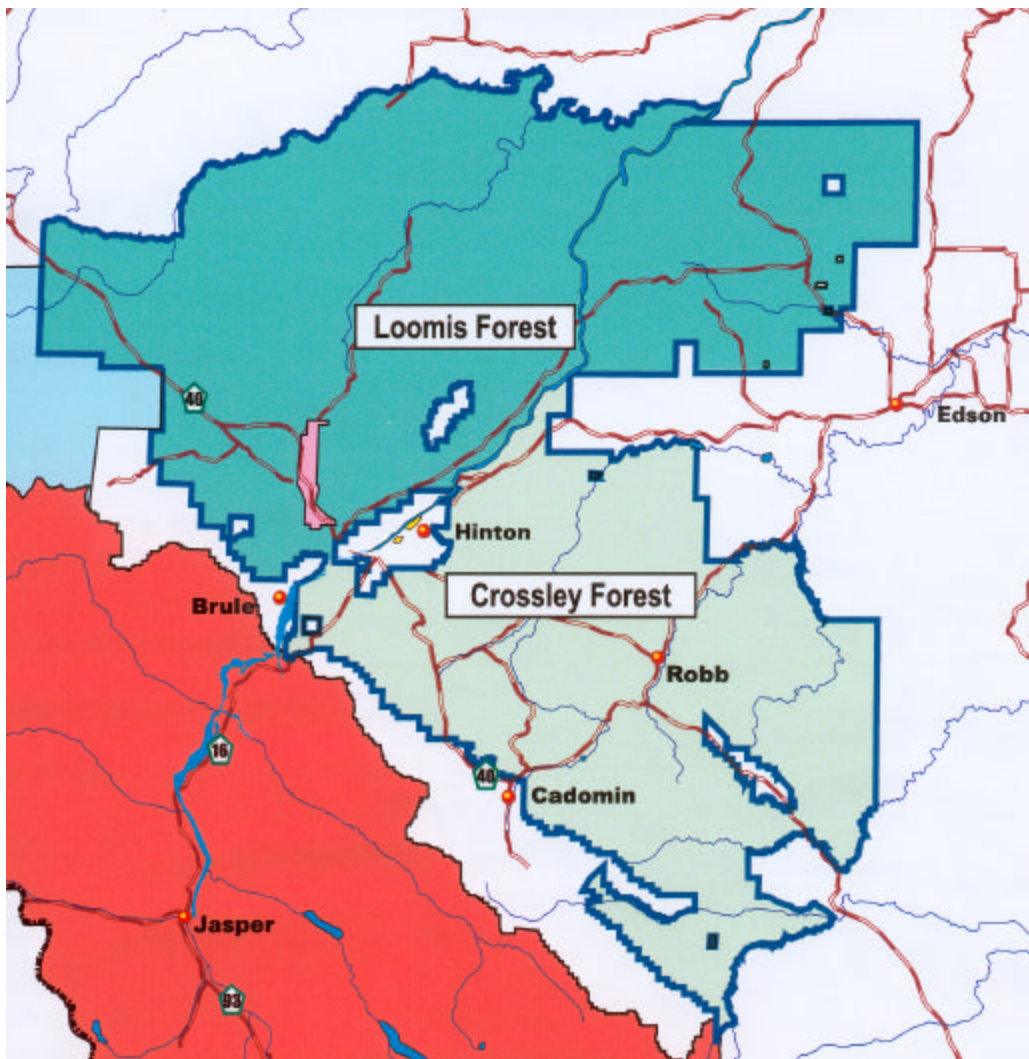 Loomis Forest
40
Edson
Hinton
Crossley Forest
Brule
Robb
16
40
Cadomin
Jasper
93